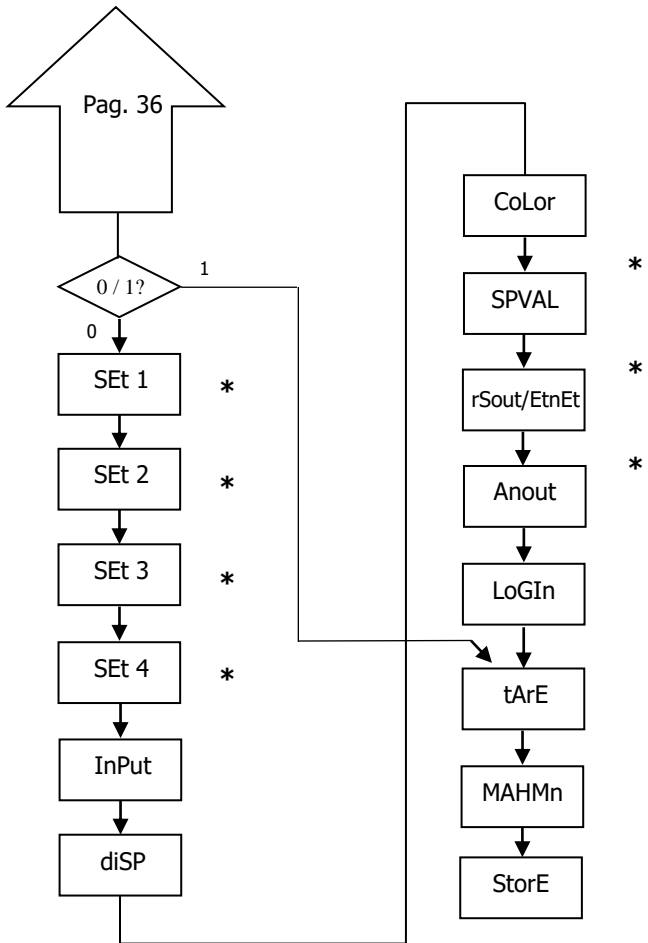 Pag. 36
0 / 1?
1
0
SEt 1
*
SEt 2
*
SEt 3
*
SEt 4
*
InPut
diSP
CoLor
*
SPVAL
*
rSout/EtnEt
*
Anout
LoGIn
tArE
MAHMn
StorE